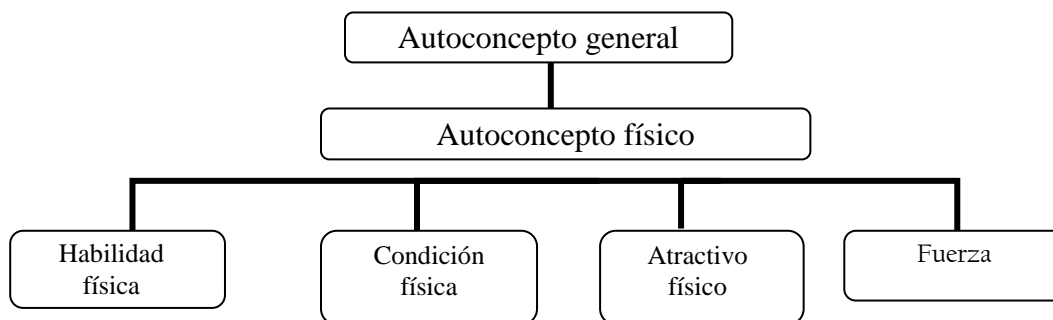 Autoconcepto general
Autoconcepto físico
Habilidad
física
Condición
física
Atractivo
físico
Fuerza